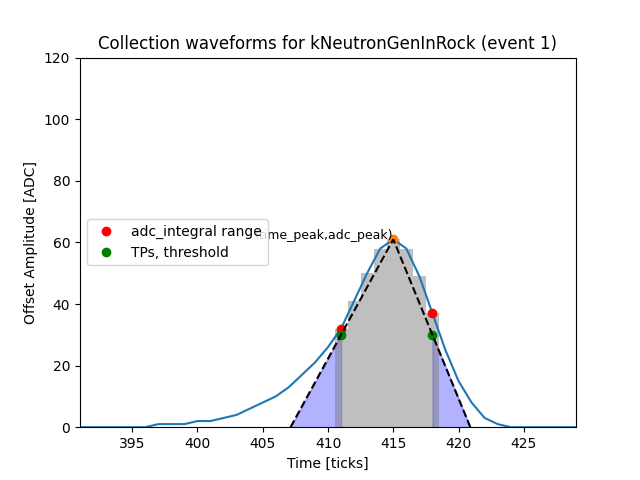 Collection waveforms for kNeutronGenInRock (event 1)
120
100
80
60
40
20
0
Offset Amplitude [ADC]
adc_integral range
TPs, threshold
time_peak,adc_peak)
395
400
405
410
415
420
425
Time [ticks]